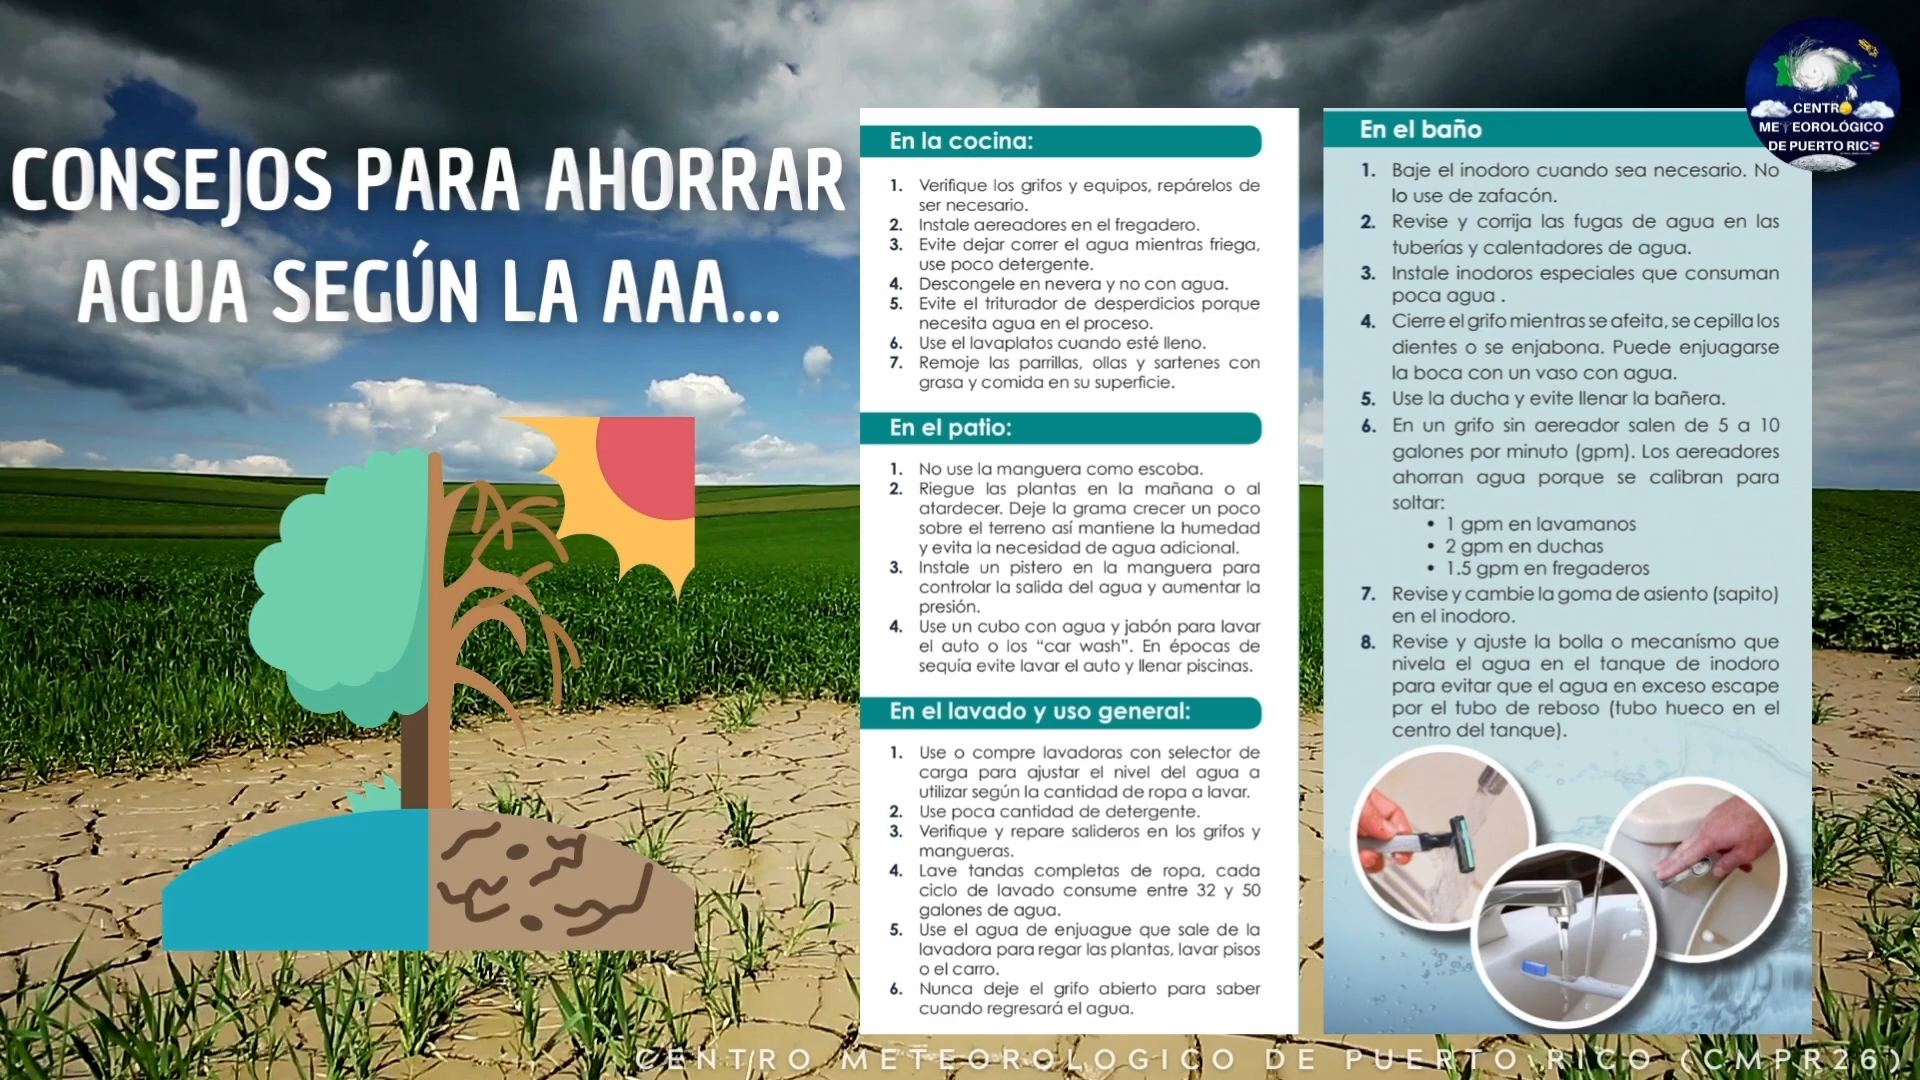 CONSEJOS PARA AHORRAR
AGUA SEGÚN LA AAA...
En la cocina:
1. Verifique los grifos y equipos, repárelos de
ser necesario.
2. Instale aereadores en el fregadero.
3. Evite dejar correr el agua mientras friega,
use poco detergente.
4. Descongele en nevera y no con agua.
5. Evite el triturador de desperdicios porque
necesita agua en el proceso.
6. Use el lavaplatos cuando esté lleno.
7. Remoje las parrillas, ollas y sartenes con
grasa y comida en su superficie.
En el patio:
1. No use la manguera como escoba.
2. Riegue las plantas en la mañana o al
atardecer. Deje la grama crecer un poco
sobre el terreno así mantiene la humedad
y evita la necesidad de agua adicional.
3. Instale un pistero en la manguera para
controlar la salida del agua y aumentar la
presión.
4. Use un cubo con agua y jabón para lavar
el auto o los “car wash”. En épocas de
sequía evite lavar el auto y llenar piscinas.
En el lavado y uso general:
1. Use o compre lavadoras con selector de
carga para ajustar el nivel del agua a
utilizar según la cantidad de ropa a lavar.
2. Use poca cantidad de detergente.
3. Verifique y repare salideros en los grifos y
mangueras.
4. Lave tandas completas de ropa, cada
ciclo de lavado consume entre 32 y 50
galones de agua.
5. Use el agua de enjuague que sale de la
lavadora para regar las plantas, lavar pisos
o el carro.
6. Nunca deje el grifo abierto para saber
cuando regresará el agua.
En el baño
1. Baje el inodoro cuando sea necesario. No
lo use de zafacón.
2. Revise y corrija las fugas de agua en las
tuberías y calentadores de agua.
3. Instale inodoros especiales que consuman
poca agua .
4. Cierre el grifo mientras se afeita, se cepilla los
dientes o se enjabona. Puede enjuagarse
la boca con un vaso con agua.
5. Use la ducha y evite llenar la bañera.
6. En un grifo sin aereador salen de 5 a 10
galones por minuto (gpm). Los aereadores
ahorran agua porque se calibran para
soltar:
• 1 gpm en lavamanos
• 2 gpm en duchas
• 1.5 gpm en fregaderos
7. Revise y cambie la goma de asiento (sapito)
en el inodoro.
8. Revise y ajuste la bolla o mecanísmo que
nivela el agua en el tanque de inodoro
para evitar que el agua en exceso escape
por el tubo de reboso (tubo hueco en el
centro del tanque).
CENTRO
METEOROLÓGICO
DE PUERTO RICO
CENTRO METEOROLOGICO DE PUERTO RICO (CMPR26)